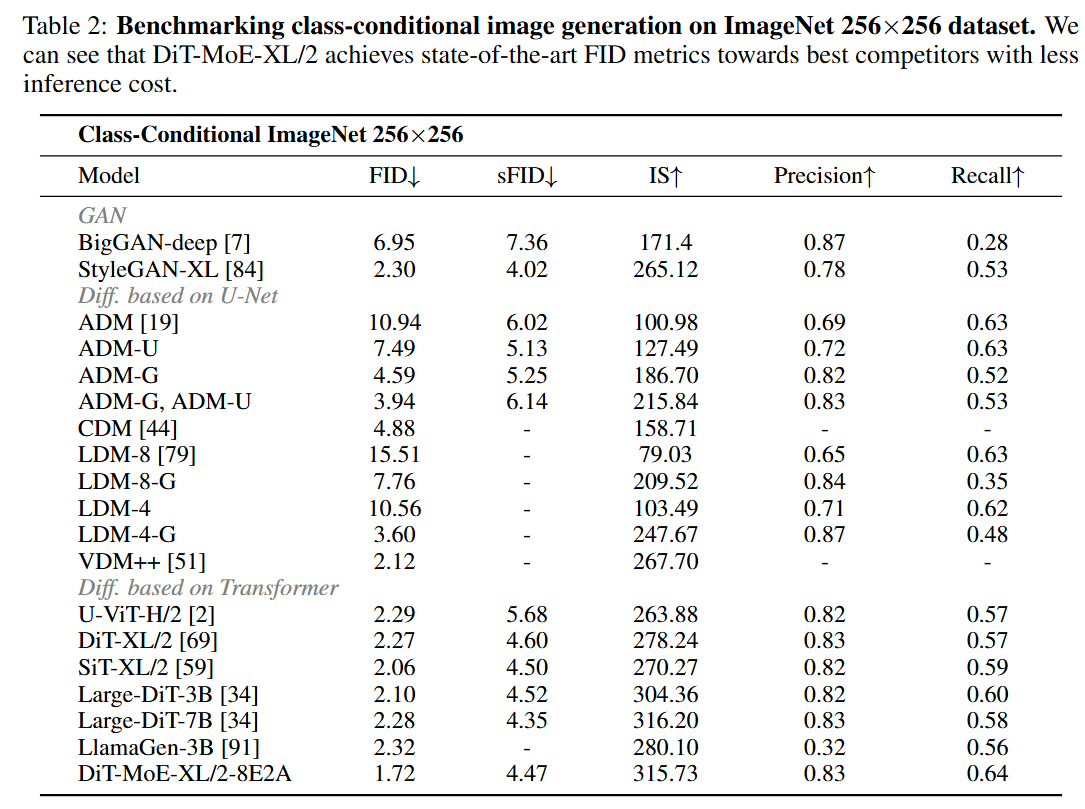 Table 2: Benchmarking class-conditional image generation on ImageNet 256×256 dataset. We
can see that DiT-MoE-XL/2 achieves state-of-the-art FID metrics towards best competitors with less
inference cost.
Class-Conditional ImageNet 256×256
Model FID↓ sFID↓ IS↑ Precision↑ Recall↑
GAN
BigGAN-deep [7] 6.95 7.36 171.4 0.87 0.28
StyleGAN-XL [84] 2.30 4.02 265.12 0.78 0.53
Diff. based on U-Net
ADM [19] 10.94 6.02 100.98 0.69 0.63
ADM-U 7.49 5.13 127.49 0.72 0.63
ADM-G 4.59 5.25 186.70 0.82 0.52
ADM-G, ADM-U 3.94 6.14 215.84 0.83 0.53
CDM [44] 4.88 - 158.71 - -
LDM-8 [79] 15.51 - 79.03 0.65 0.63
LDM-8-G 7.76 - 209.52 0.84 0.35
LDM-4 10.56 - 103.49 0.71 0.62
LDM-4-G 3.60 - 247.67 0.87 0.48
VDM++ [51] 2.12 - 267.70 - -
Diff. based on Transformer
U-ViT-H/2 [2] 2.29 5.68 263.88 0.82 0.57
DiT-XL/2 [69] 2.27 4.60 278.24 0.83 0.57
SiT-XL/2 [59] 2.06 4.50 270.27 0.82 0.59
Large-DiT-3B [34] 2.10 4.52 304.36 0.82 0.60
Large-DiT-7B [34] 2.28 4.35 316.20 0.83 0.58
LlamaGen-3B [91] 2.32 - 280.10 0.32 0.56
DiT-MoE-XL/2-8E2A 1.72 4.47 315.73 0.83 0.64